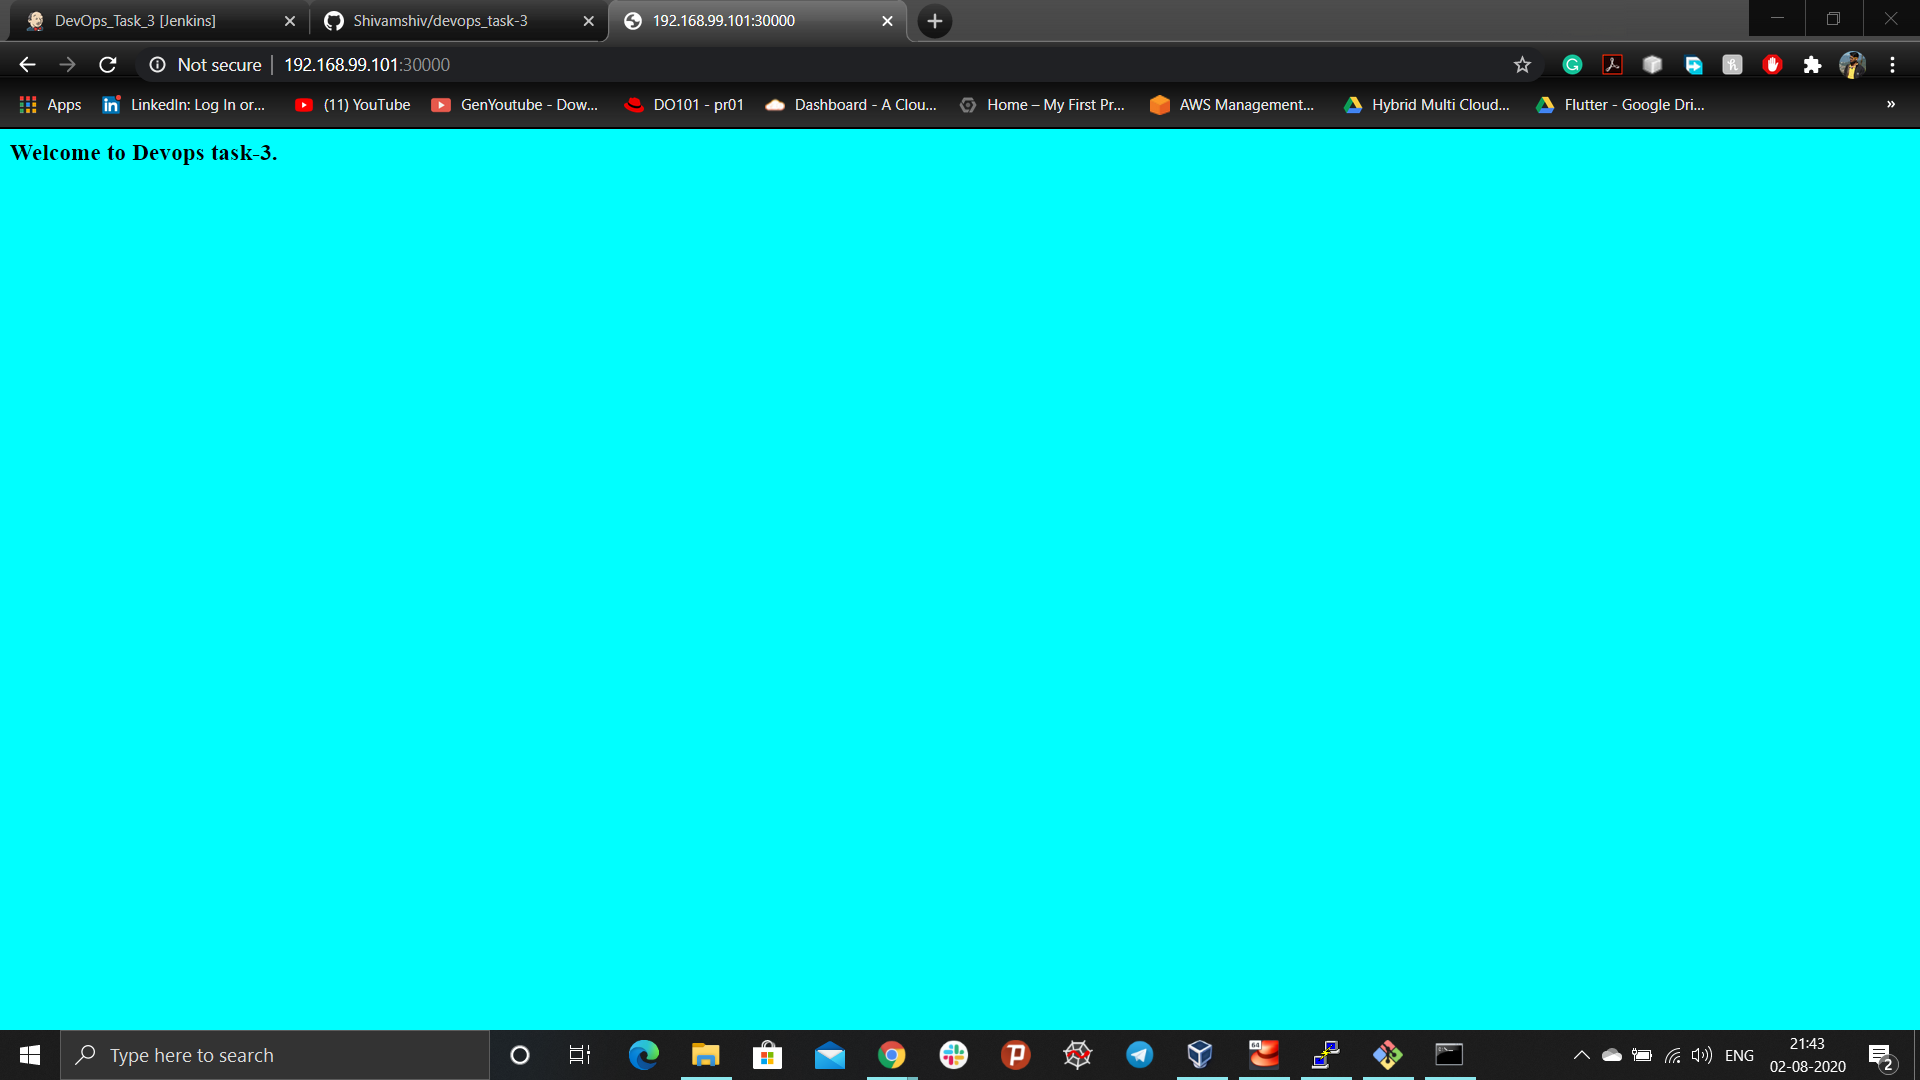 DevOps_Task_3 [Jenkins]
Shivamshiv/devops_task-3
192.168.99.101:30000
Not secure
192.168.99.101:30000
Apps
LinkedIn: Log In or...
(11) YouTube
GenYoutube - Dow...
DO101 - pr01
Dashboard - A Clou...
Home – My First Pr...
AWS Management...
Hybrid Multi Cloud...
Flutter - Google Dri...
»
Welcome to Devops task-3.
Type here to search
ENG
21:43
02-08-2020
2